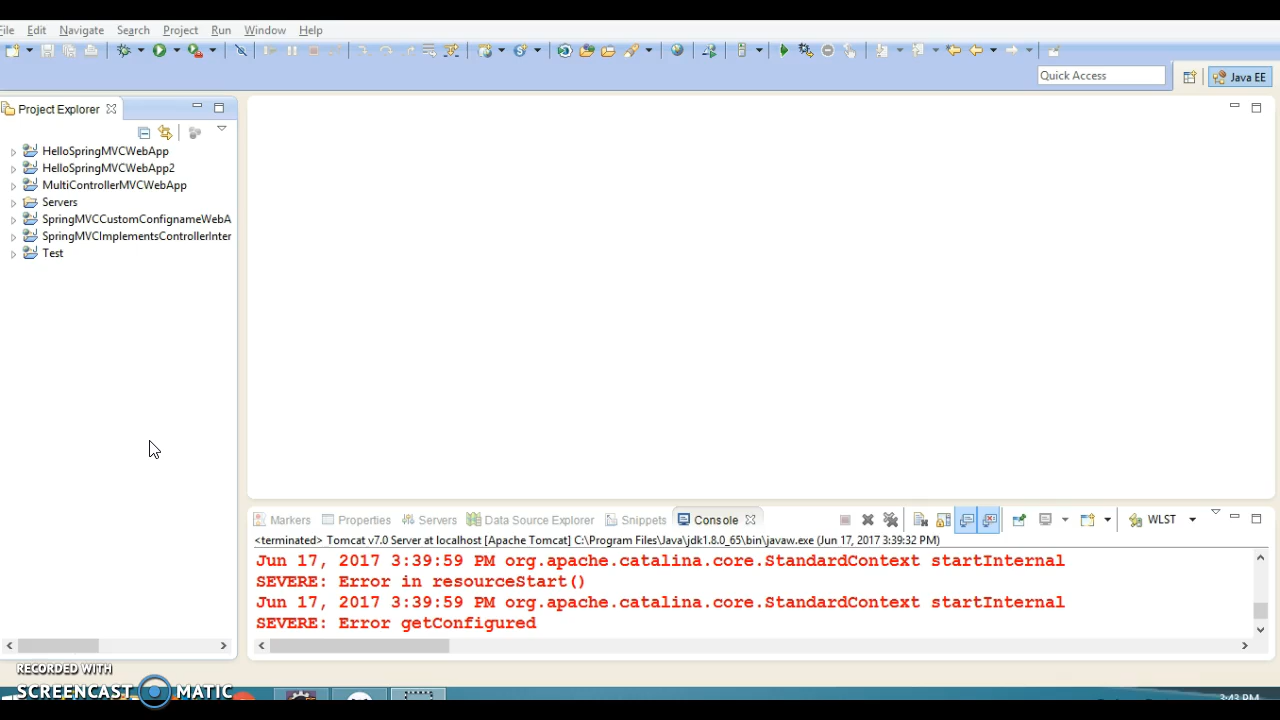 File Edit Navigate Search Project Run Window Help
Quick Access
Java EE
Project Explorer
HelloSpringMVCWebApp
HelloSpringMVCWebApp2
MultiControllerMVCWebApp
Servers
SpringMVCCustomConfignameWebA
SpringMVCImplementsControllerInter
Test
Markers Properties Servers Data Source Explorer Snippets Console WLST
<terminated> Tomcat v7.0 Server at localhost [Apache Tomcat] C:\Program Files\Java\jdk1.8.0_65\bin\javaw.exe (Jun 17, 2017 3:39:32 PM)
Jun 17, 2017 3:39:59 PM org.apache.catalina.core.StandardContext startInternal
SEVERE: Error in resourceStart()
Jun 17, 2017 3:39:59 PM org.apache.catalina.core.StandardContext startInternal
SEVERE: Error getConfigured
RECORDED WITH
SCREENCAST MATIC
3:43 PM